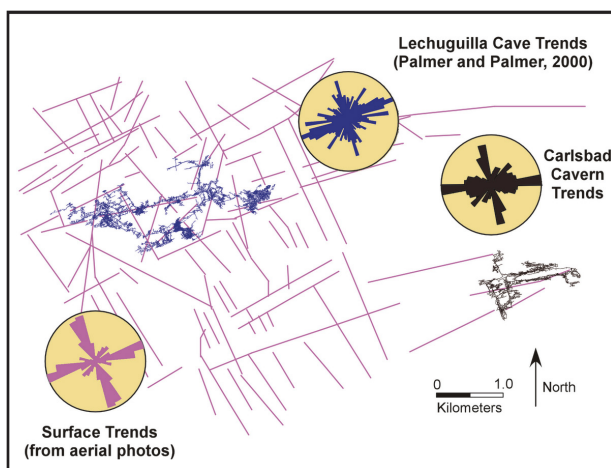 Lechuguilla Cave Trends
(Palmer and Palmer, 2000)
Carlsbad
Cavern
Trends
Surface Trends
(from aerial photos)
0 1.0
Kilometers
North